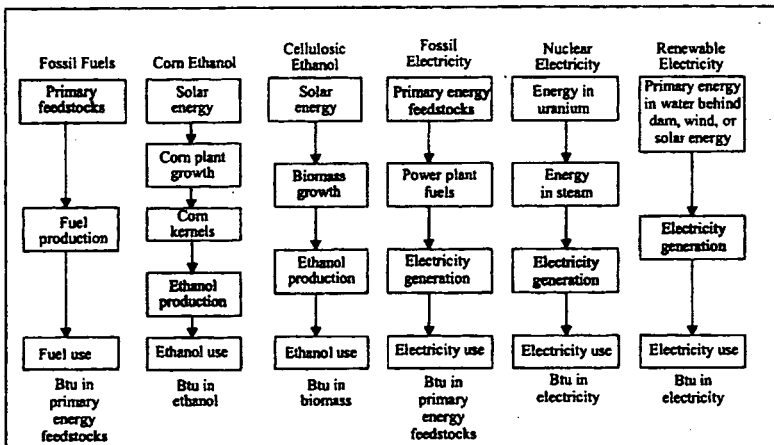 Fossil Fuels
Primary
feedstocks
Fuel
production
Fuel use
Btu in
primary
energy
feedstocks
Corn Ethanol
Solar
energy
Corn plant
growth
Corn
kernels
Ethanol
production
Ethanol use
Btu in
ethanol
Cellulosic
Ethanol
Solar
energy
Biomass
growth
Ethanol
production
Ethanol use
Btu in
biomass
Fossil
Electricity
Primary energy
feedstocks
Power plant
fuels
Electricity
generation
Electricity use
Btu in
primary
energy
feedstocks
Nuclear
Electricity
Energy in
uranium
Energy
in steam
Electricity
generation
Electricity use
Btu in
electricity
Renewable
Electricity
Primary energy
in water behind
dam, wind, or
solar energy
Electricity
generation
Electricity use
Btu in
electricity